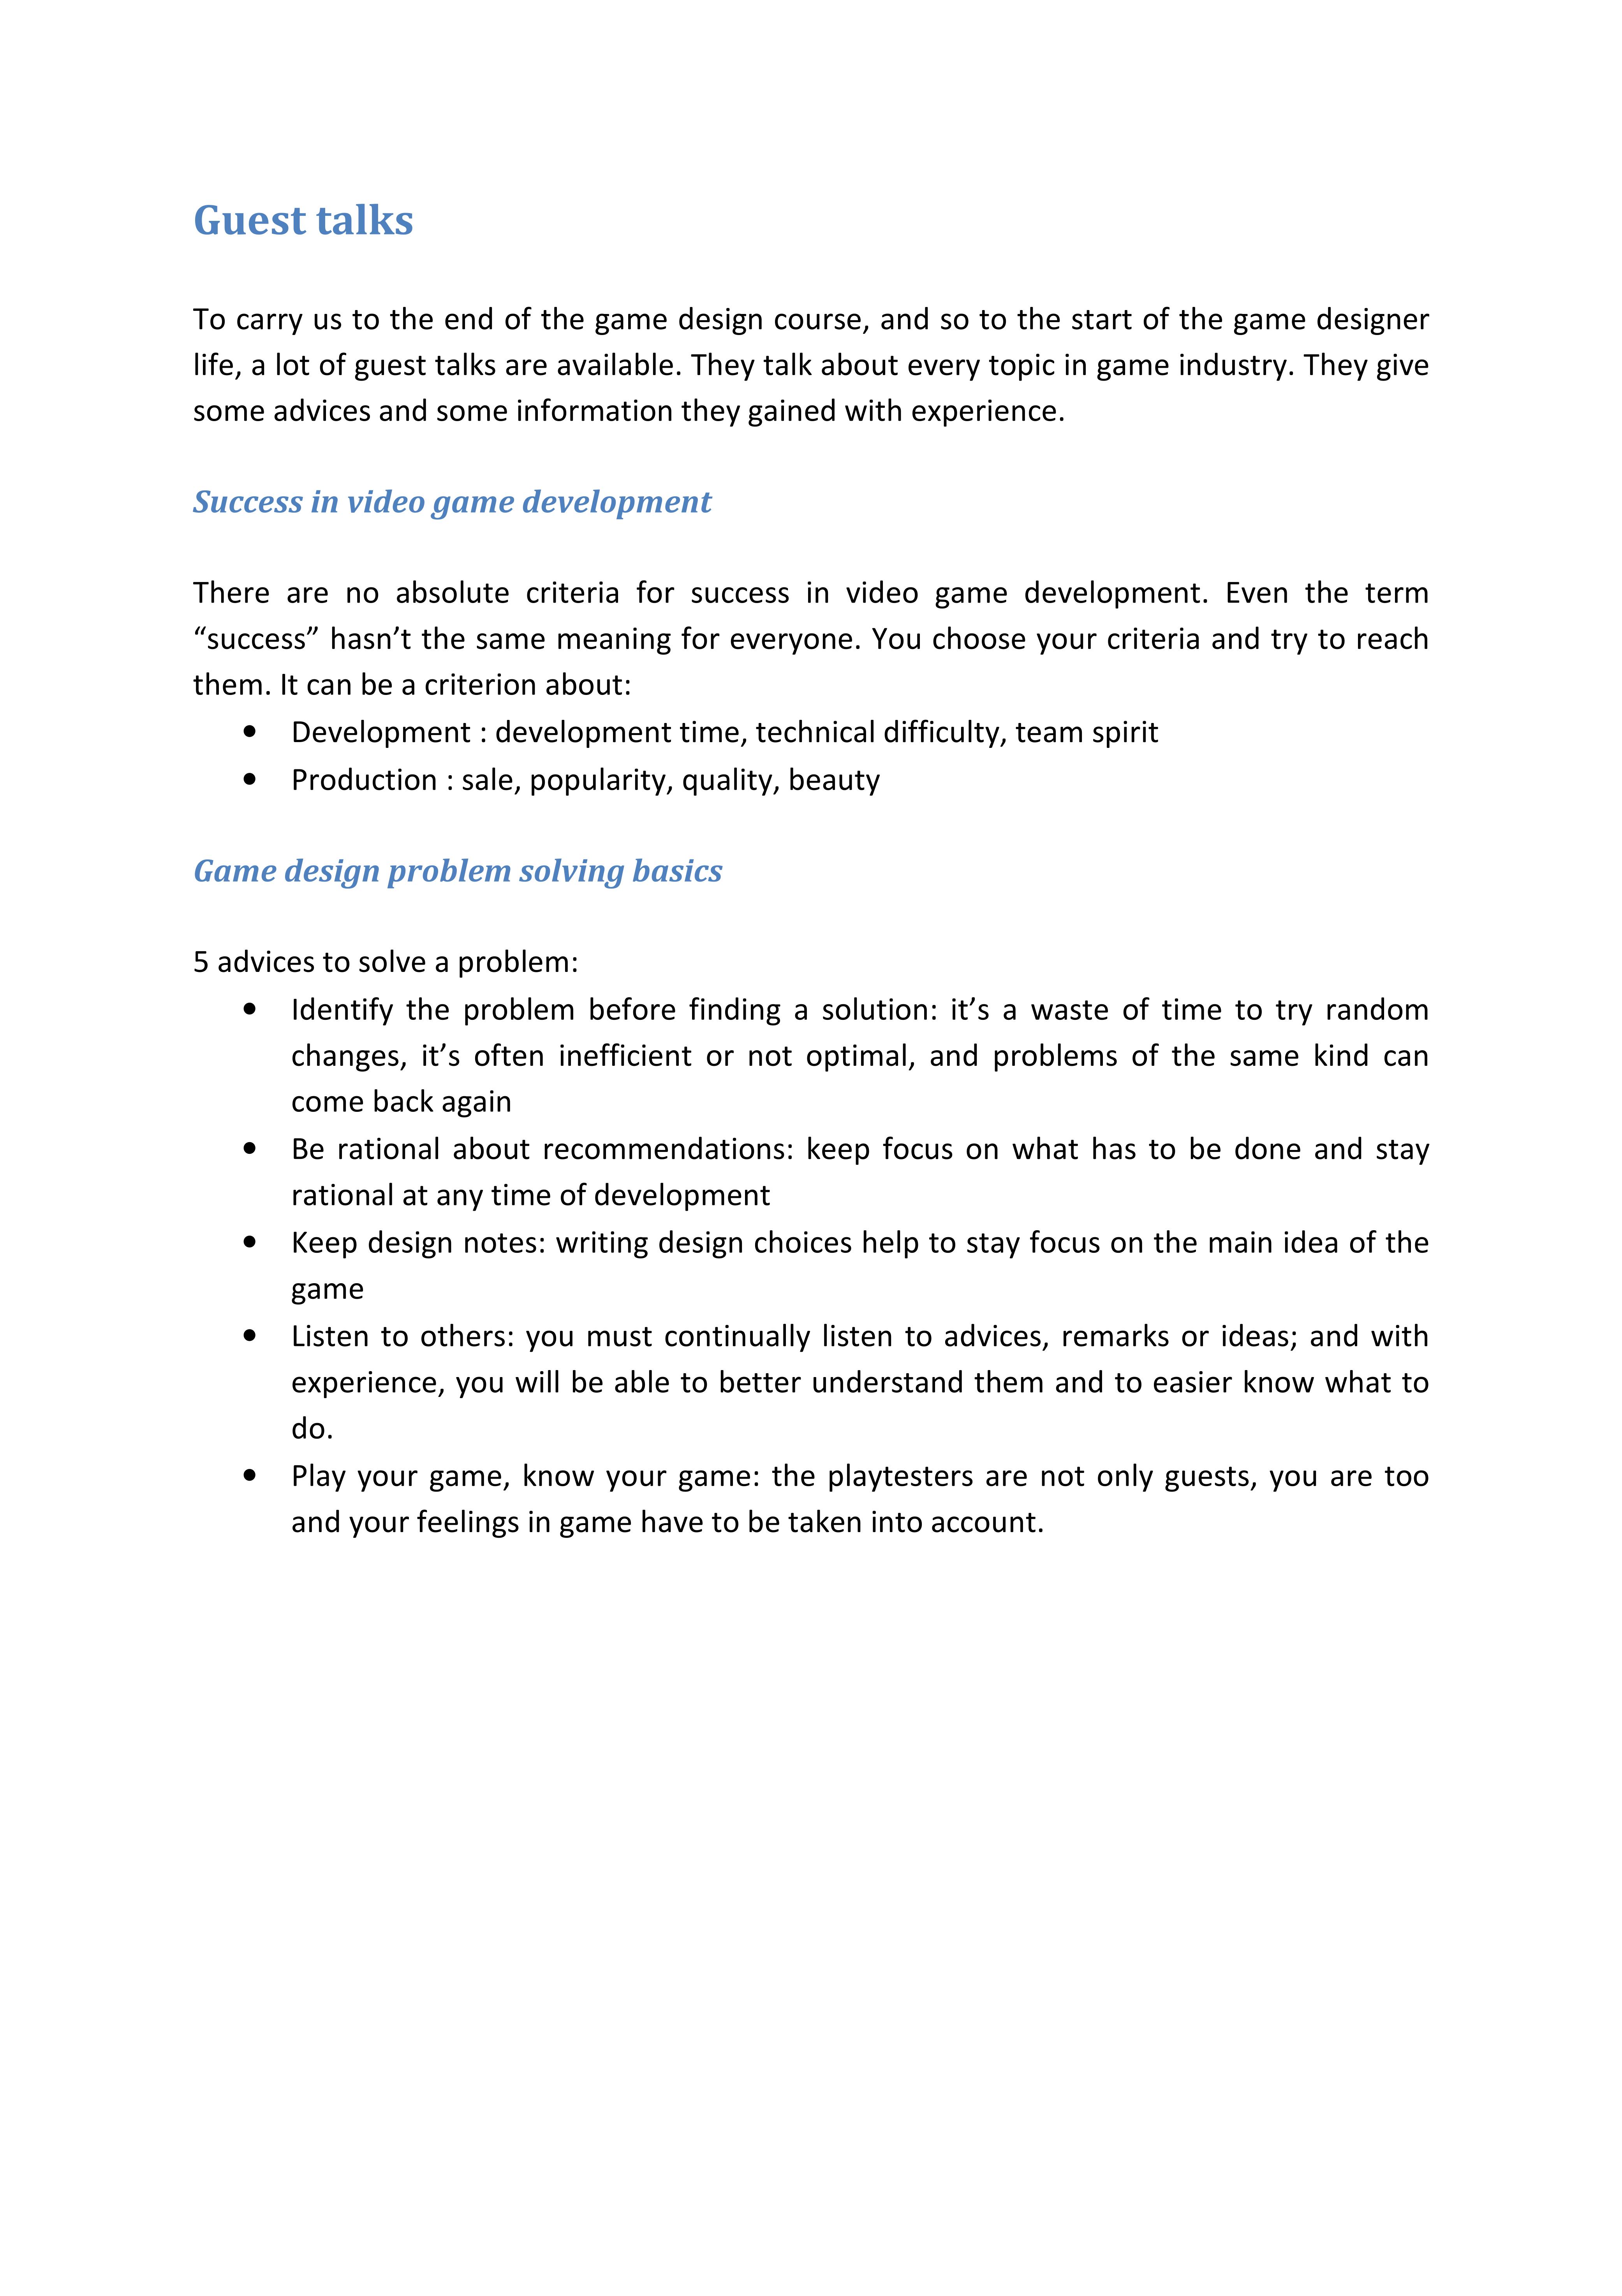 Guest talks
To carry us to the end of the game design course, and so to the start of the game designer
life, a lot of guest talks are available. They talk about every topic in game industry. They give
some advices and some information they gained with experience.
Success in video game development
There are no absolute criteria for success in video game development. Even the term
“success” hasn’t the same meaning for everyone. You choose your criteria and try to reach
them. It can be a criterion about:
• Development : development time, technical difficulty, team spirit
• Production : sale, popularity, quality, beauty
Game design problem solving basics
5 advices to solve a problem:
• Identify the problem before finding a solution: it’s a waste of time to try random
changes, it’s often inefficient or not optimal, and problems of the same kind can
come back again
• Be rational about recommendations: keep focus on what has to be done and stay
rational at any time of development
• Keep design notes: writing design choices help to stay focus on the main idea of the
game
• Listen to others: you must continually listen to advices, remarks or ideas; and with
experience, you will be able to better understand them and to easier know what to
do.
• Play your game, know your game: the playtesters are not only guests, you are too
and your feelings in game have to be taken into account.